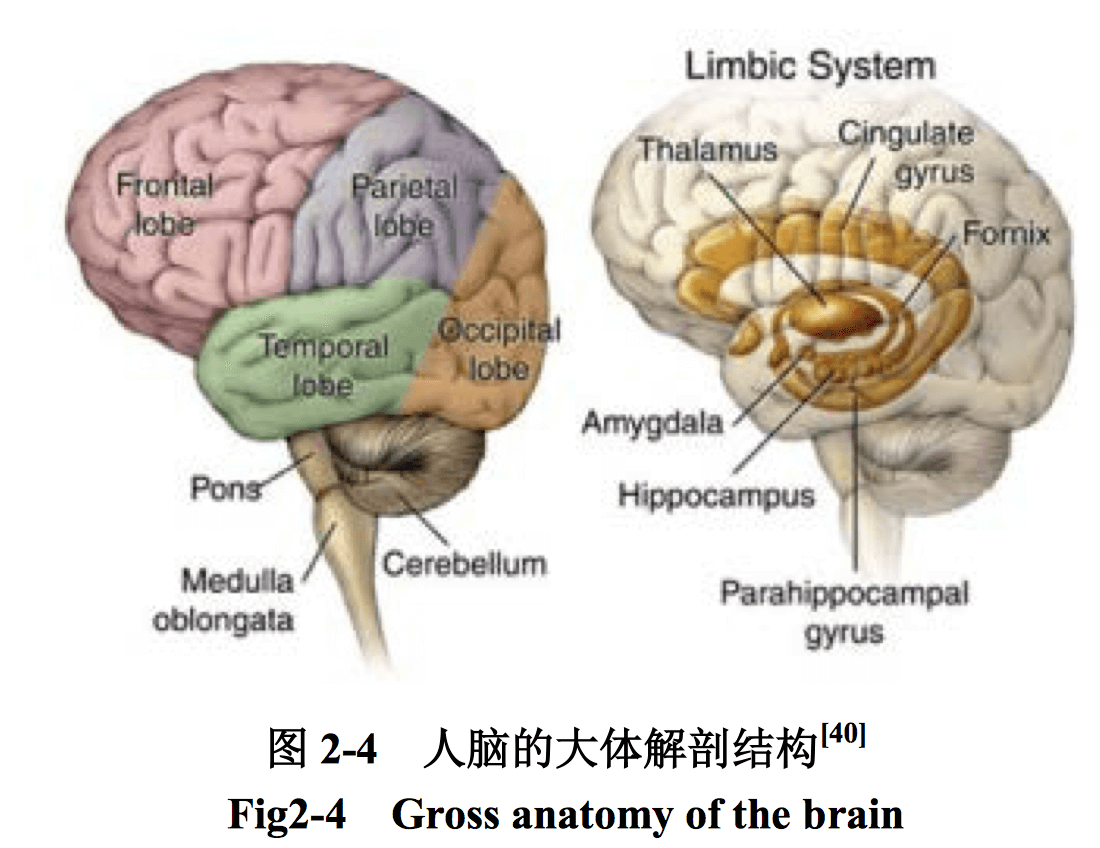 Limbic System
Frontal
lobe
Parietal
lobe
Temporal
lobe
Occipital
lobe
Pons
Medulla
oblongata
Cerebellum
Thalamus
Cingulate
gyrus
Fornix
Amygdala
Hippocampus
Parahippocampal
gyrus
图 2-4 人脑的大体解剖结构[40]
Fig2-4 Gross anatomy of the brain